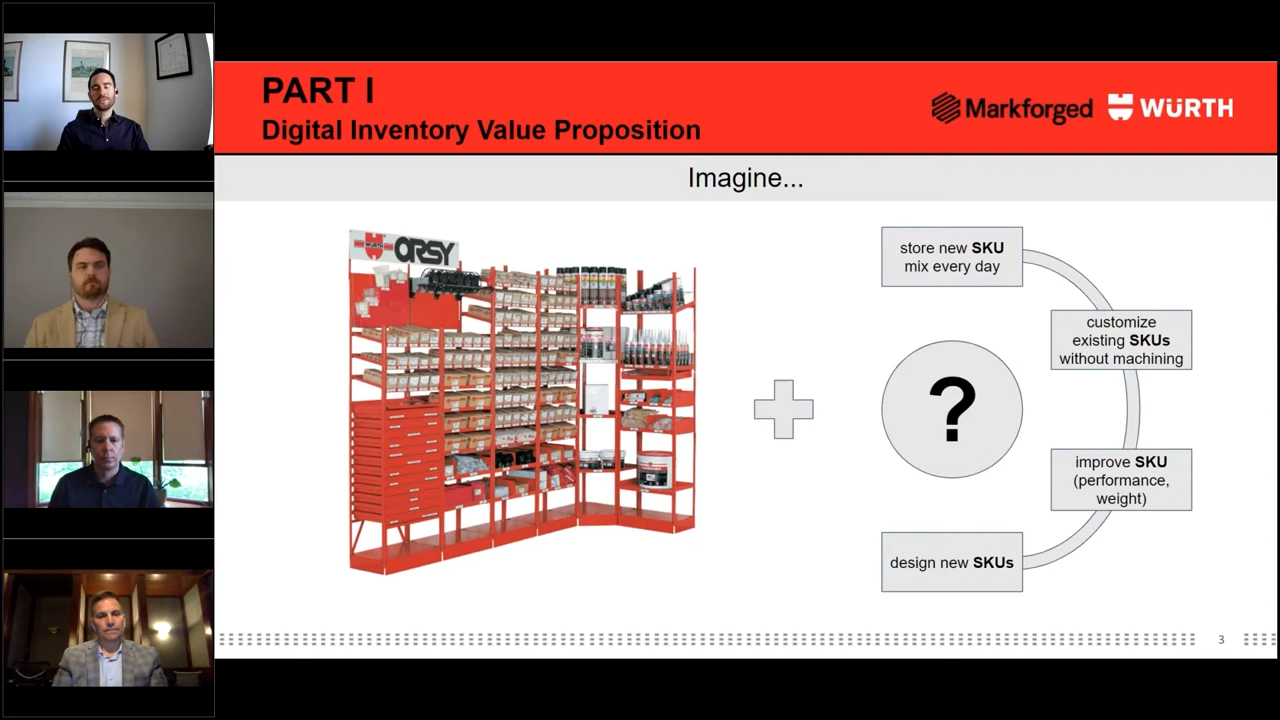 PART I
Digital Inventory Value Proposition
Markforged
WÜRTH
Imagine...
WÜRTH
ORSY
store new SKU
mix every day
customize
existing SKUs
without machining
?
improve SKU
(performance,
weight)
design new SKUs
3